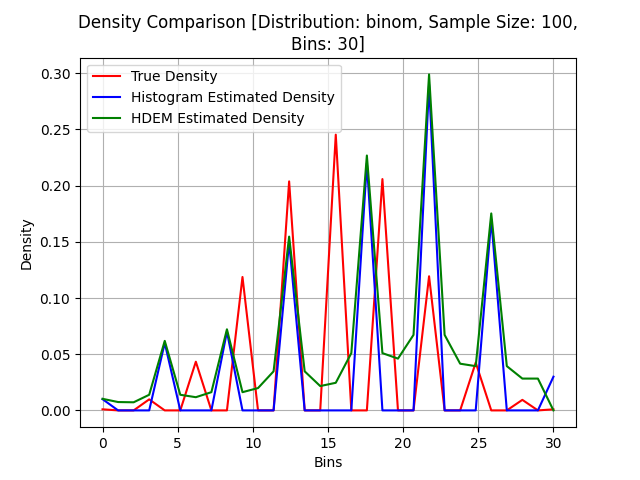 Density Comparison [Distribution: binom, Sample Size: 100,
Bins: 30]
True Density
Histogram Estimated Density
HDEM Estimated Density
0.30
0.25
0.20
0.15
0.10
0.05
0.00
Density
0 5 10 15 20 25 30
Bins